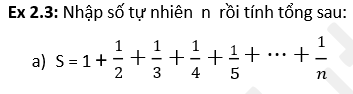 Ex 2.3: Nhập số tự nhiên n rồi tính tổng sau:
a) S = 1 + 1/2 + 1/3 + 1/4 + 1/5 + ⋯ + 1/n